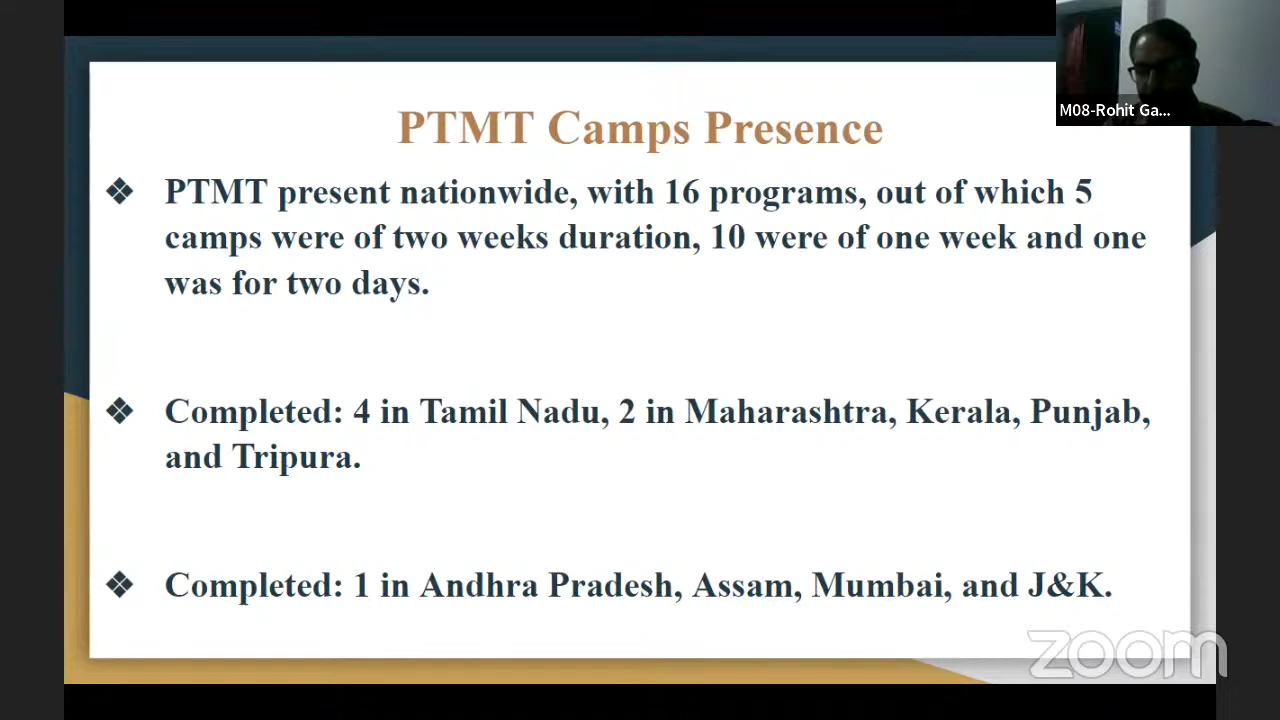 PTMT Camps Presence
M08-Rohit Ga...
❖ PTMT present nationwide, with 16 programs, out of which 5
camps were of two weeks duration, 10 were of one week and one
was for two days.
❖ Completed: 4 in Tamil Nadu, 2 in Maharashtra, Kerala, Punjab,
and Tripura.
❖ Completed: 1 in Andhra Pradesh, Assam, Mumbai, and J&K.
zoom